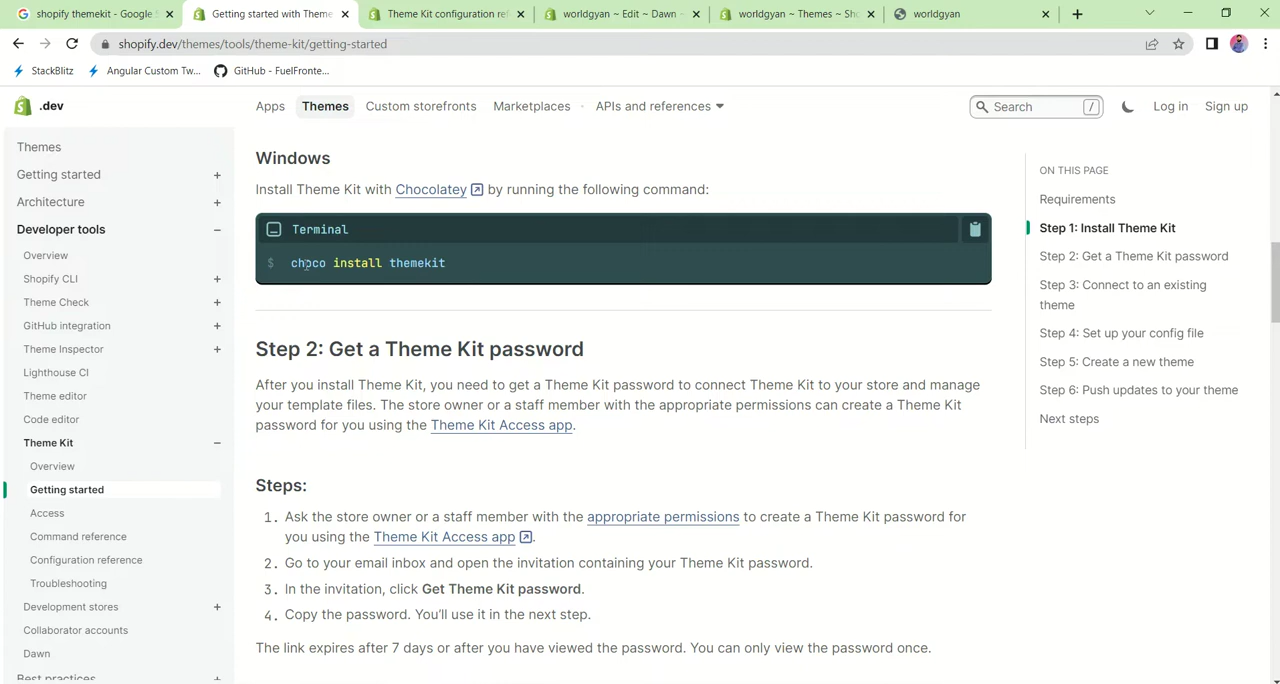 shopify themekit - Google
Getting started with Theme
Theme Kit configuration ref
worldgyan ~ Edit ~ Dawn ~
worldgyan ~ Themes ~ Sho
worldgyan
shopify.dev/themes/tools/theme-kit/getting-started
StackBlitz
Angular Custom Tw...
GitHub - FuelFronte...
.dev
Apps
Themes
Custom storefronts
Marketplaces
APIs and references
Search
/
Log in
Sign up
Themes
Getting started +
Architecture +
Developer tools −
Overview
Shopify CLI +
Theme Check +
GitHub integration +
Theme Inspector +
Lighthouse CI
Theme editor
Code editor
Theme Kit −
Overview
Getting started
Access
Command reference
Configuration reference
Troubleshooting
Development stores +
Collaborator accounts
Dawn
Best practices +
Windows
Install Theme Kit with Chocolatey by running the following command:
Terminal
$ choco install themekit
Step 2: Get a Theme Kit password
After you install Theme Kit, you need to get a Theme Kit password to connect Theme Kit to your store and manage
your template files. The store owner or a staff member with the appropriate permissions can create a Theme Kit
password for you using the Theme Kit Access app.
Steps:
1. Ask the store owner or a staff member with the appropriate permissions to create a Theme Kit password for
you using the Theme Kit Access app.
2. Go to your email inbox and open the invitation containing your Theme Kit password.
3. In the invitation, click Get Theme Kit password.
4. Copy the password. You'll use it in the next step.
The link expires after 7 days or after you have viewed the password. You can only view the password once.
ON THIS PAGE
Requirements
Step 1: Install Theme Kit
Step 2: Get a Theme Kit password
Step 3: Connect to an existing
theme
Step 4: Set up your config file
Step 5: Create a new theme
Step 6: Push updates to your theme
Next steps